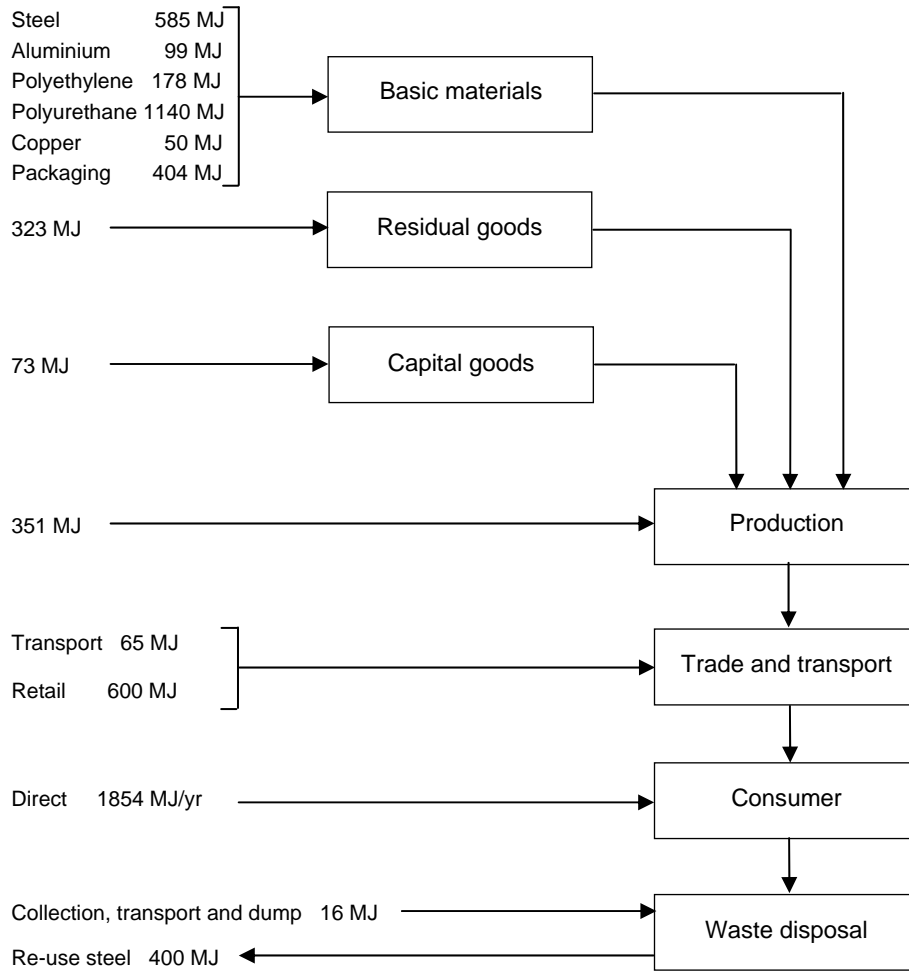 Steel 585 MJ
Aluminium 99 MJ
Polyethylene 178 MJ
Polyurethane 1140 MJ
Copper 50 MJ
Packaging 404 MJ
Basic materials
323 MJ
Residual goods
73 MJ
Capital goods
351 MJ
Production
Transport 65 MJ
Retail 600 MJ
Trade and transport
Direct 1854 MJ/yr
Consumer
Collection, transport and dump 16 MJ
Re-use steel 400 MJ
Waste disposal